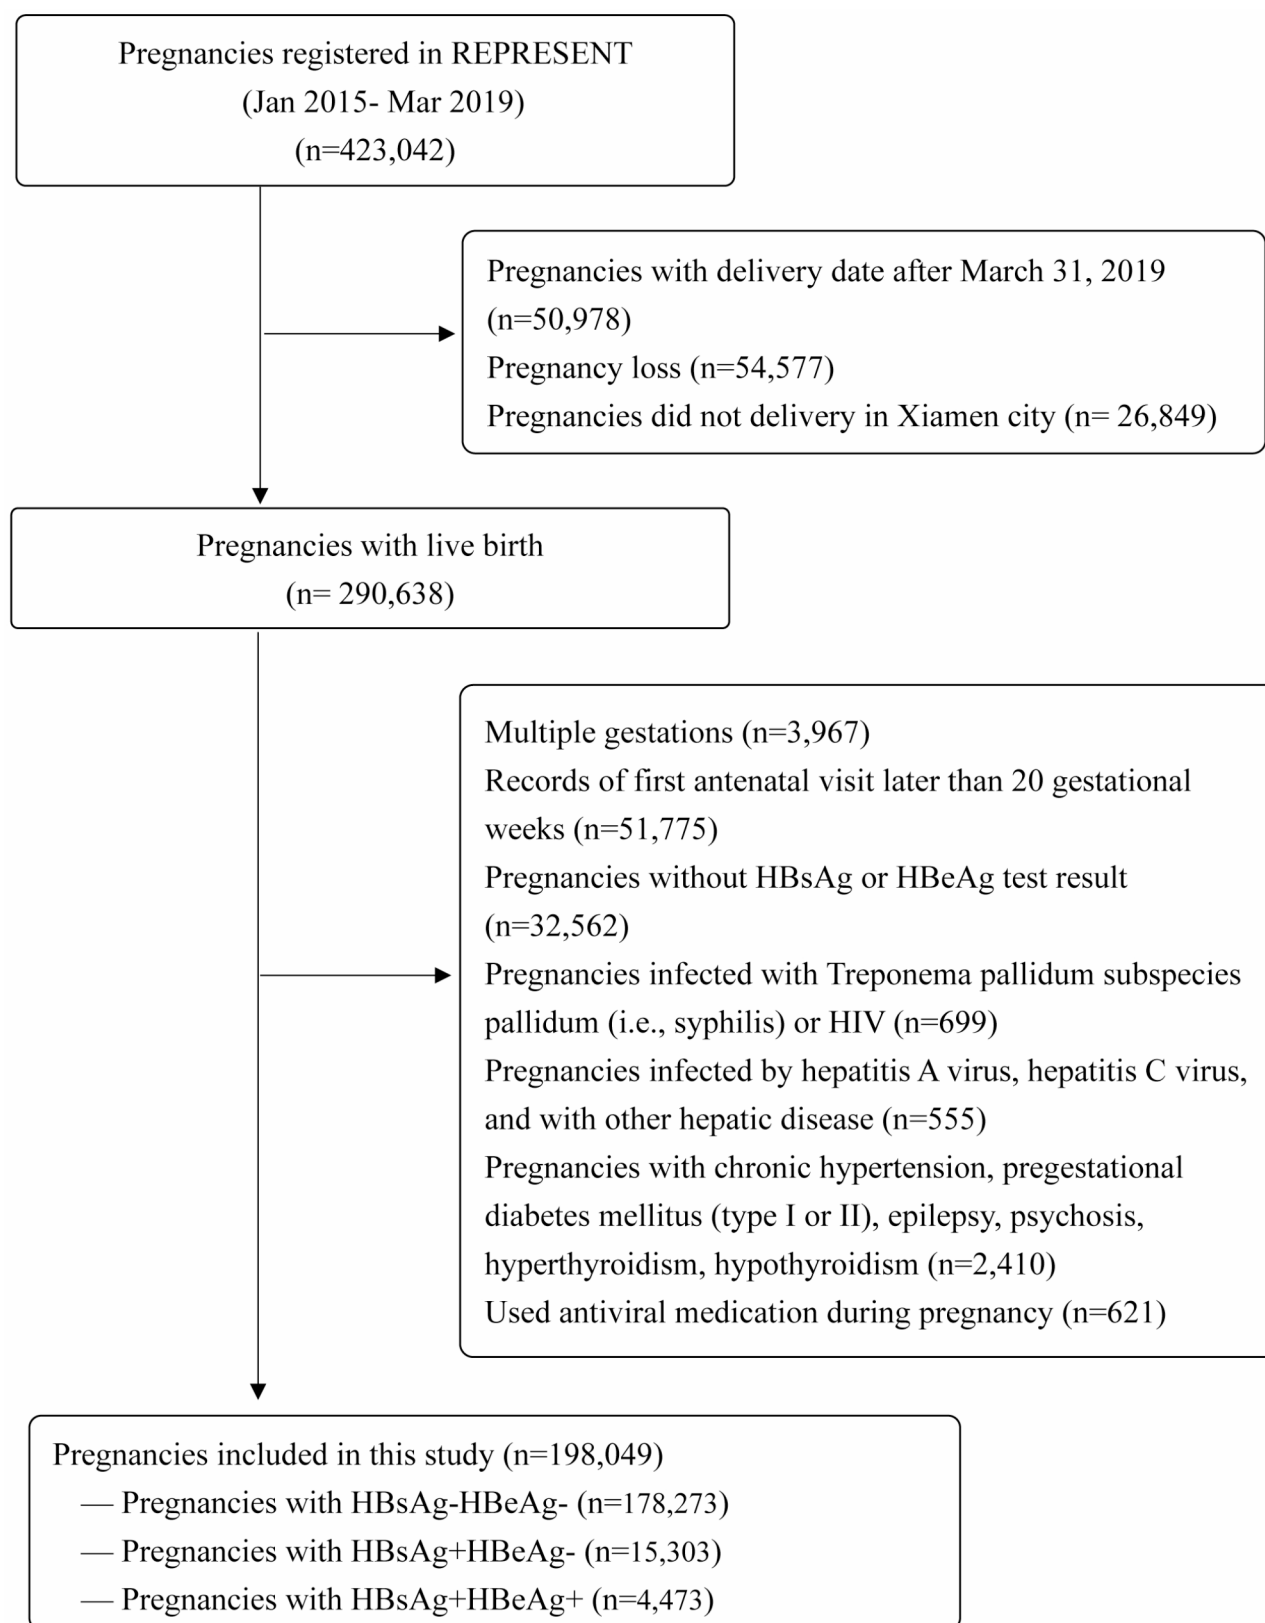 Pregnancies registered in REPRESENT
(Jan 2015- Mar 2019)
(n=423,042)
Pregnancies with delivery date after March 31, 2019
(n=50,978)
Pregnancy loss (n=54,577)
Pregnancies did not delivery in Xiamen city (n= 26,849)
Pregnancies with live birth
(n= 290,638)
Multiple gestations (n=3,967)
Records of first antenatal visit later than 20 gestational
weeks (n=51,775)
Pregnancies without HBsAg or HBeAg test result
(n=32,562)
Pregnancies infected with Treponema pallidum subspecies
pallidum (i.e., syphilis) or HIV (n=699)
Pregnancies infected by hepatitis A virus, hepatitis C virus,
and with other hepatic disease (n=555)
Pregnancies with chronic hypertension, pregestational
diabetes mellitus (type I or II), epilepsy, psychosis,
hyperthyroidism, hypothyroidism (n=2,410)
Used antiviral medication during pregnancy (n=621)
Pregnancies included in this study (n=198,049)
— Pregnancies with HBsAg-HBeAg- (n=178,273)
— Pregnancies with HBsAg+HBeAg- (n=15,303)
— Pregnancies with HBsAg+HBeAg+ (n=4,473)